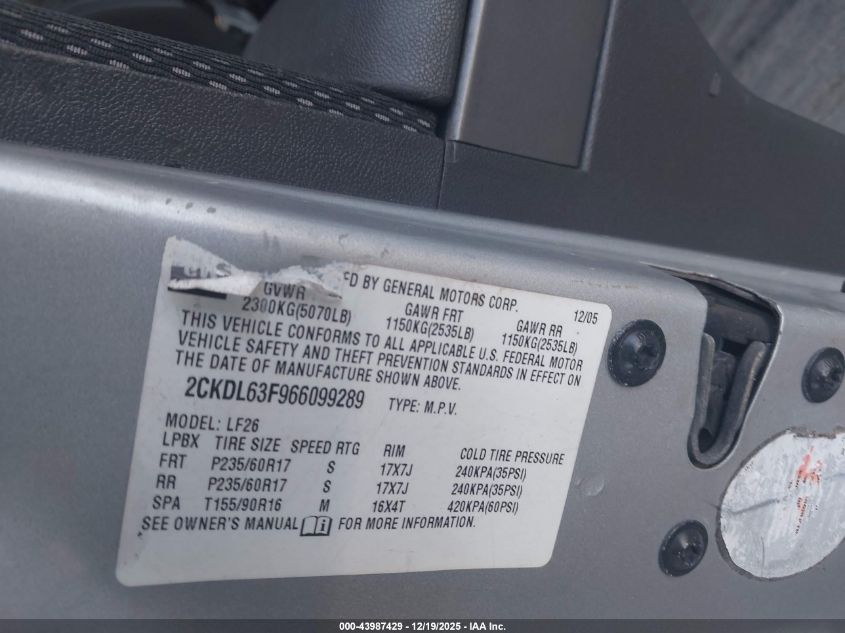 FD BY GENERAL MOTORS CORP. 12/05
GVWR GAWR FRT GAWR RR
2300KG(5070LB) 1150KG(2535LB) 1150KG(2535LB)
THIS VEHICLE CONFORMS TO ALL APPLICABLE U.S. FEDERAL MOTOR
VEHICLE SAFETY AND THEFT PREVENTION STANDARDS IN EFFECT ON
THE DATE OF MANUFACTURE SHOWN ABOVE.
2CKDL63F966099289 TYPE: M.P.V.
MODEL: LF26
LPBX TIRE SIZE SPEED RTG RIM COLD TIRE PRESSURE
FRT P235/60R17 S 17X7J 240KPA(35PSI)
RR P235/60R17 S 17X7J 240KPA(35PSI)
SPA T155/90R16 M 16X4T 420KPA(60PSI)
SEE OWNER'S MANUAL FOR MORE INFORMATION.
000-43987429 - 12/19/2025 - IAA Inc.